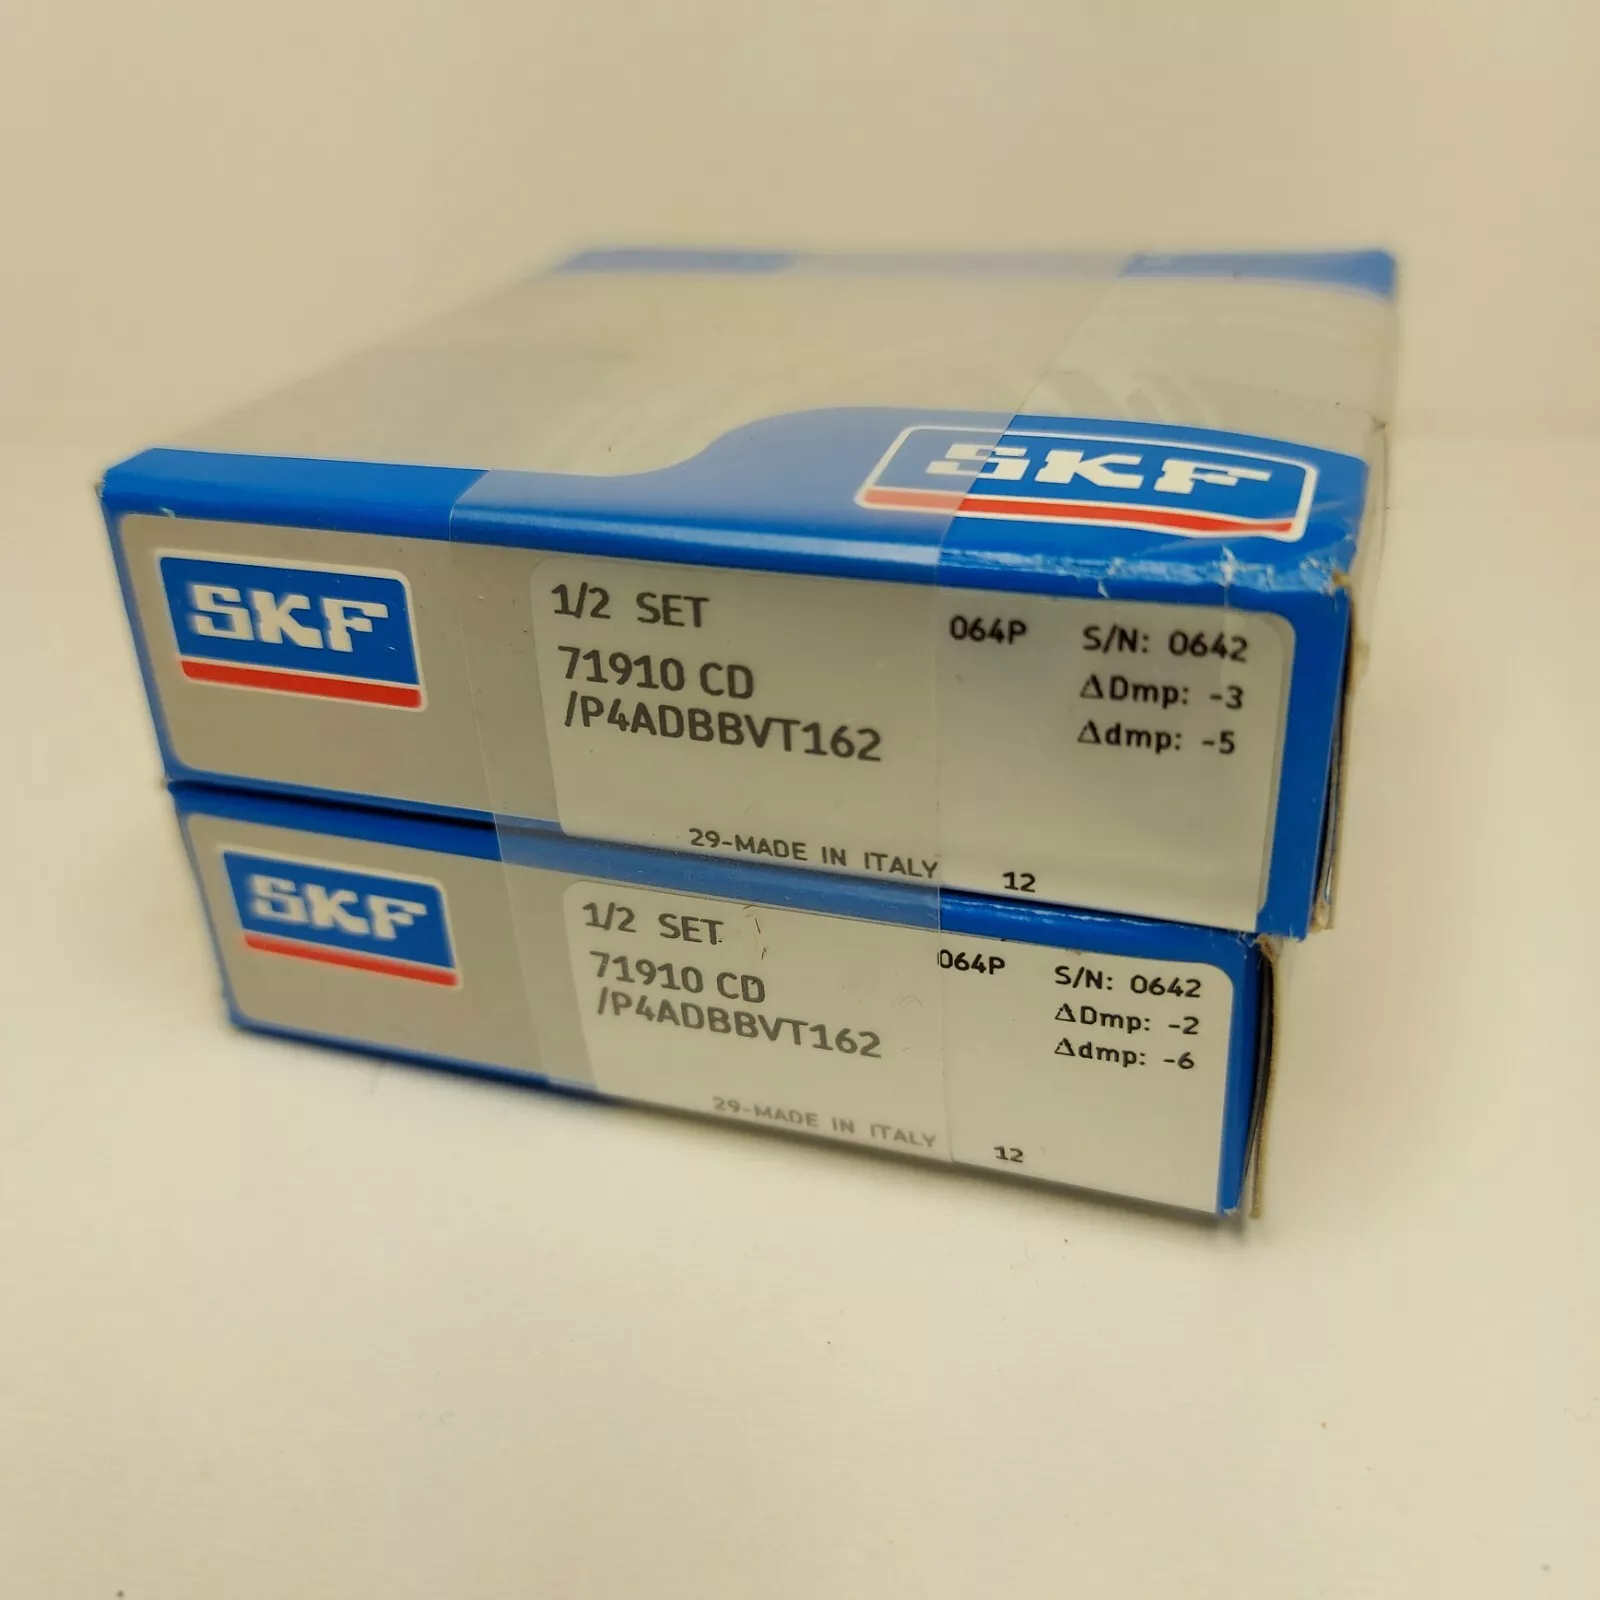 SKF
SKF
1/2 SET
71910 CD
/P4ADBBVT162
064P
S/N: 0642
ΔDmp: -3
Δdmp: -5
29-MADE IN ITALY 12
SKF
1/2 SET
71910 CD
/P4ADBBVT162
064P
S/N: 0642
ΔDmp: -2
Δdmp: -6
29-MADE IN ITALY 12